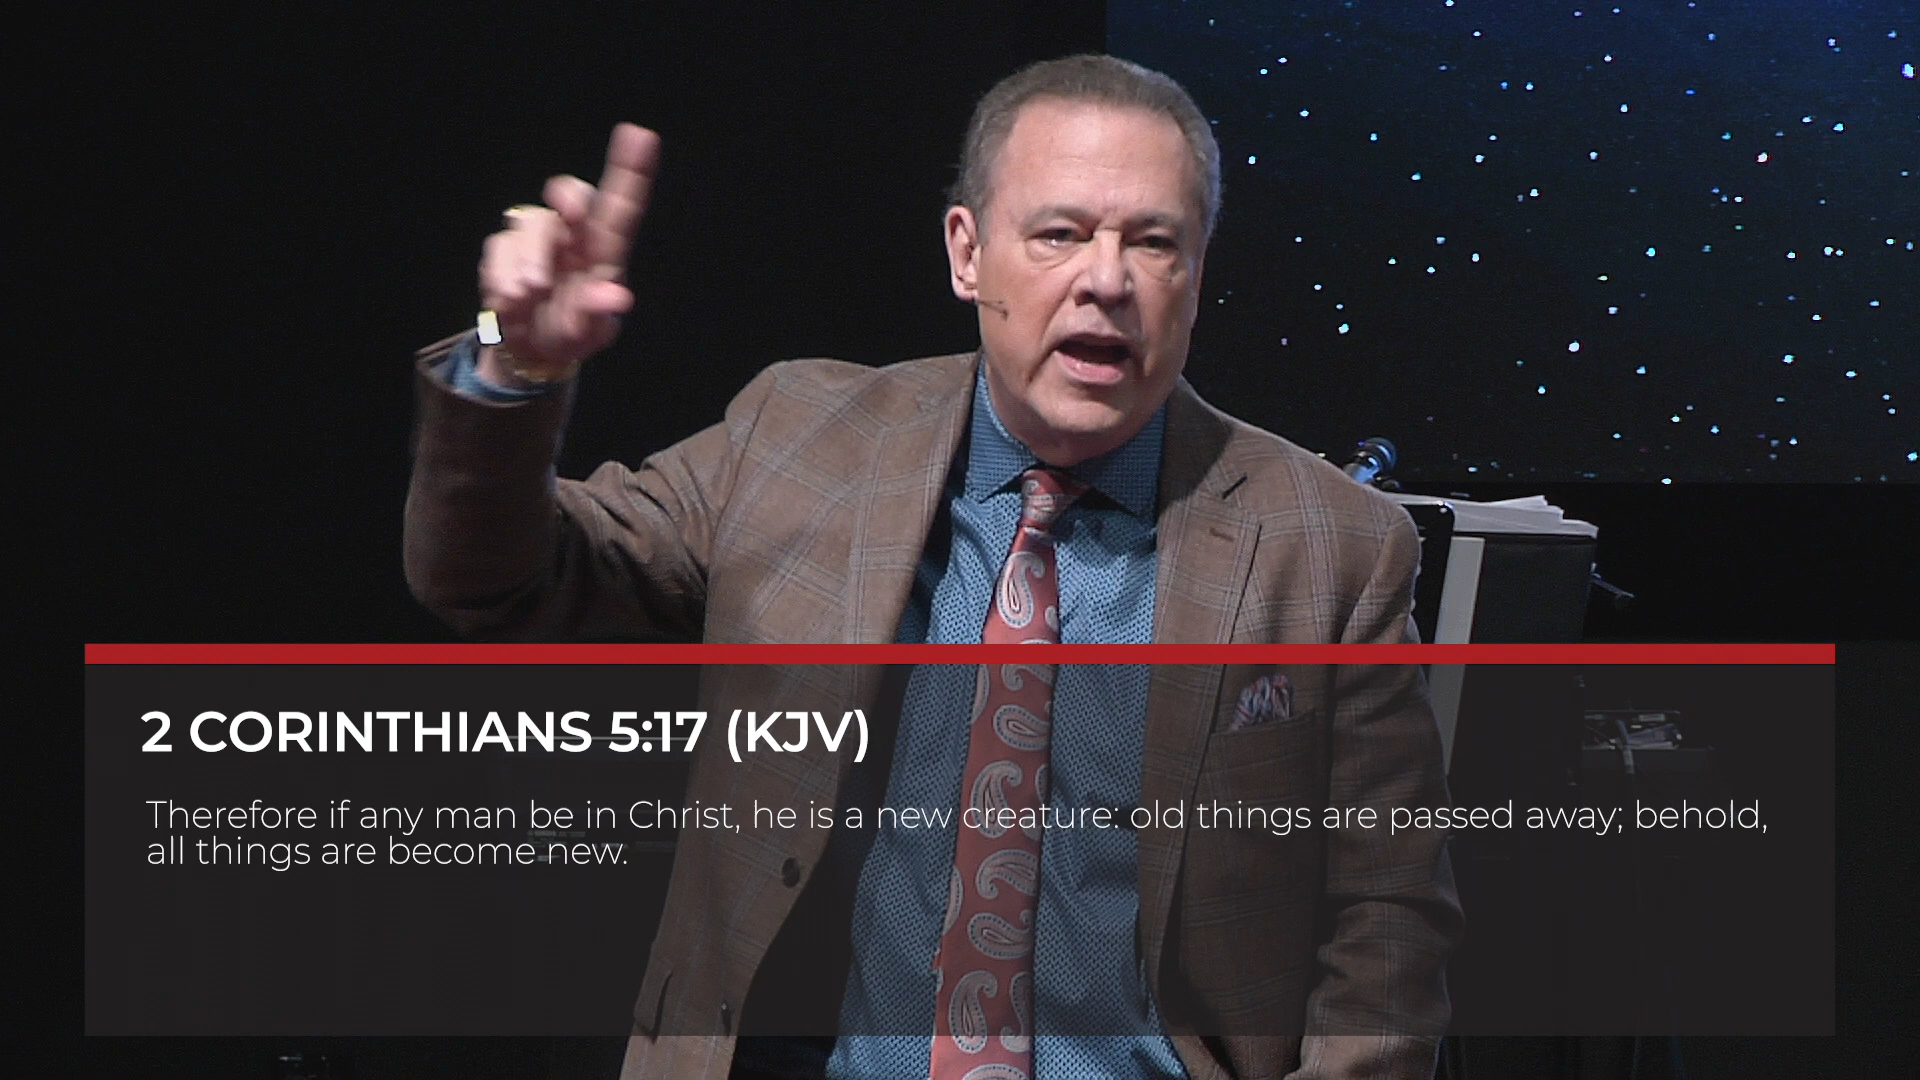 2 CORINTHIANS 5:17 (KJV)
Therefore if any man be in Christ, he is a new creature: old things are passed away; behold,
all things are become new.